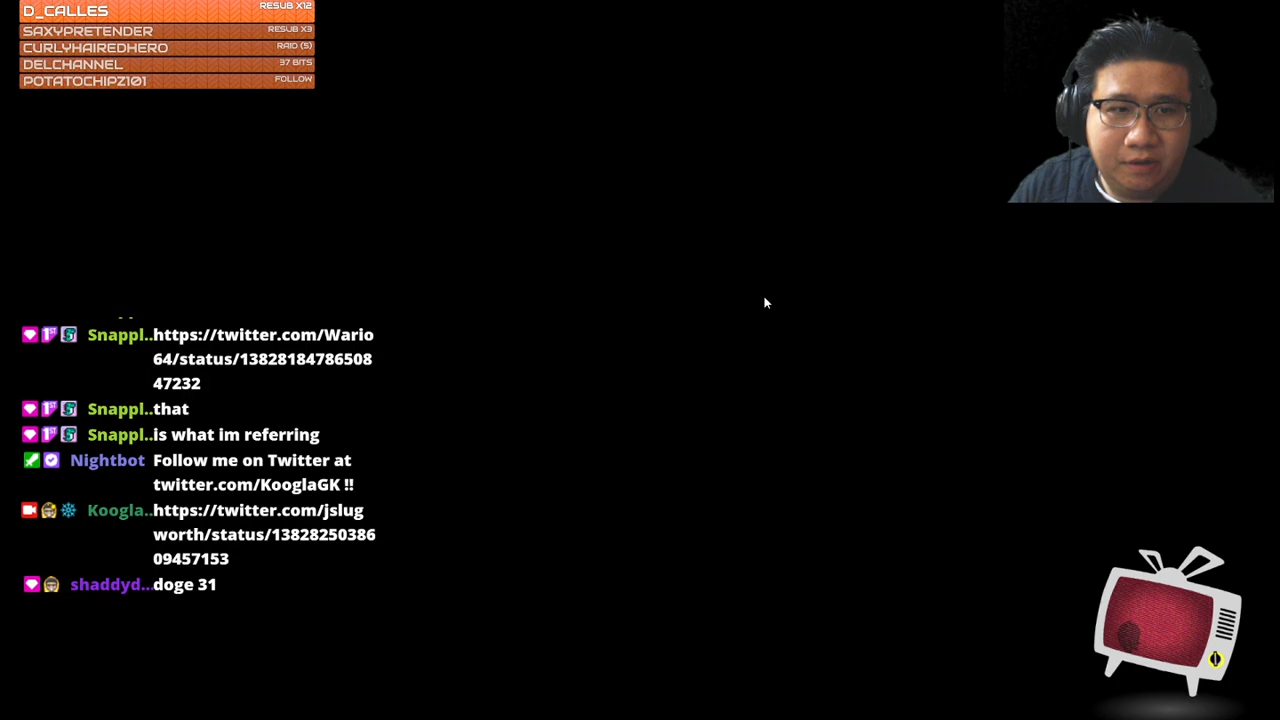 D_CALLES RESUB X12
SAXYPRETENDER RESUB X3
CURLYHAIREDHERO RAID (5)
DELCHANNEL 37 BITS
POTATOCHIPZ101 FOLLOW
Snappl.. https://twitter.com/Wario
64/status/13828184786508
47232
Snappl.. that
Snappl.. is what im referring
Nightbot Follow me on Twitter at
twitter.com/KooglaGK !!
Koogla.. https://twitter.com/jslug
worth/status/13828250386
09457153
shaddyd... doge 31